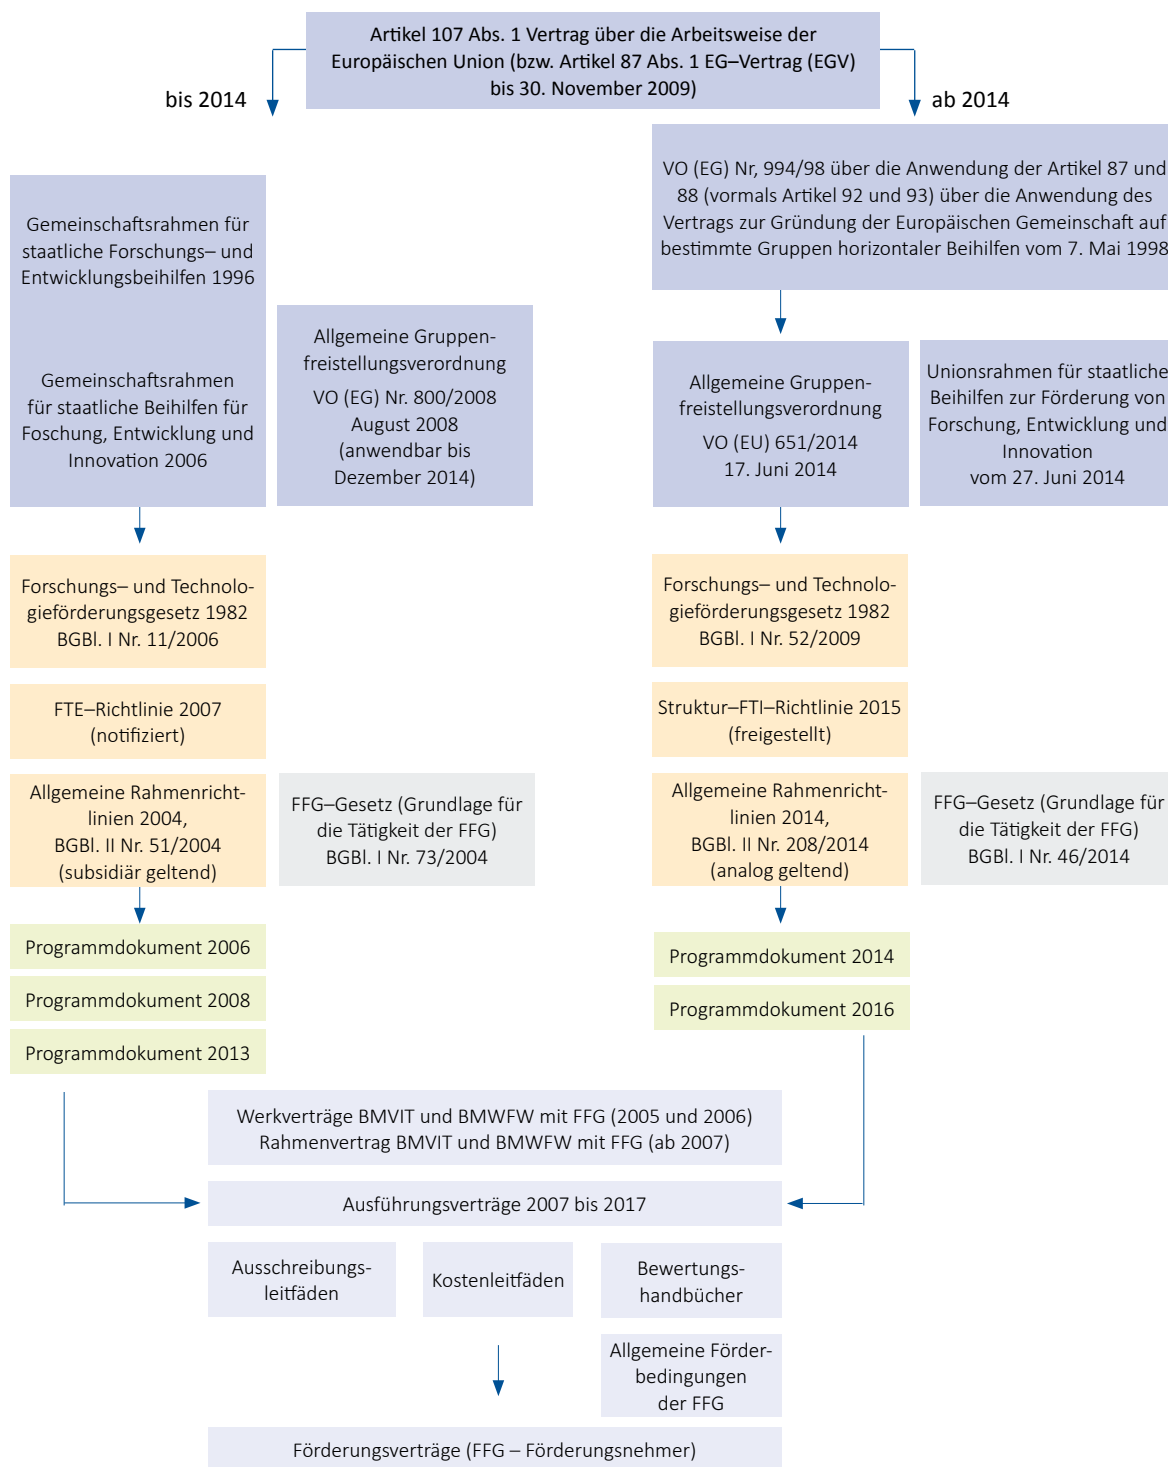 Artikel 107 Abs. 1 Vertrag über die Arbeitsweise der
Europäischen Union (bzw. Artikel 87 Abs. 1 EG–Vertrag (EGV)
bis 30. November 2009)
bis 2014
ab 2014
Gemeinschaftsrahmen für
staatliche Forschungs– und
Entwicklungsbeihilfen 1996
Gemeinschaftsrahmen
für staatliche Beihilfen für
Foschung, Entwicklung und
Innovation 2006
Allgemeine Gruppen-
freistellungsverordnung
VO (EG) Nr. 800/2008
August 2008
(anwendbar bis
Dezember 2014)
VO (EG) Nr, 994/98 über die Anwendung der Artikel 87 und
88 (vormals Artikel 92 und 93) über die Anwendung des
Vertrags zur Gründung der Europäischen Gemeinschaft auf
bestimmte Gruppen horizontaler Beihilfen vom 7. Mai 1998
Allgemeine Gruppen-
freistellungsverordnung
VO (EU) 651/2014
17. Juni 2014
Unionsrahmen für staatliche
Beihilfen zur Förderung von
Forschung, Entwicklung und
Innovation
vom 27. Juni 2014
Forschungs– und Technolo-
gieförderungsgesetz 1982
BGBl. I Nr. 11/2006
FTE–Richtlinie 2007
(notifiziert)
Allgemeine Rahmenricht-
linien 2004,
BGBl. II Nr. 51/2004
(subsidiär geltend)
FFG–Gesetz (Grundlage für
die Tätigkeit der FFG)
BGBl. I Nr. 73/2004
Forschungs– und Technolo-
gieförderungsgesetz 1982
BGBl. I Nr. 52/2009
Struktur–FTI–Richtlinie 2015
(freigestellt)
Allgemeine Rahmenricht-
linien 2014,
BGBl. II Nr. 208/2014
(analog geltend)
FFG–Gesetz (Grundlage für
die Tätigkeit der FFG)
BGBl. I Nr. 46/2014
Programmdokument 2006
Programmdokument 2008
Programmdokument 2013
Programmdokument 2014
Programmdokument 2016
Werkverträge BMVIT und BMWFW mit FFG (2005 und 2006)
Rahmenvertrag BMVIT und BMWFW mit FFG (ab 2007)
Ausführungsverträge 2007 bis 2017
Ausschreibungs-
leitfäden
Kostenleitfäden
Bewertungs-
handbücher
Allgemeine Förder-
bedingungen
der FFG
Förderungsverträge (FFG – Förderungsnehmer)